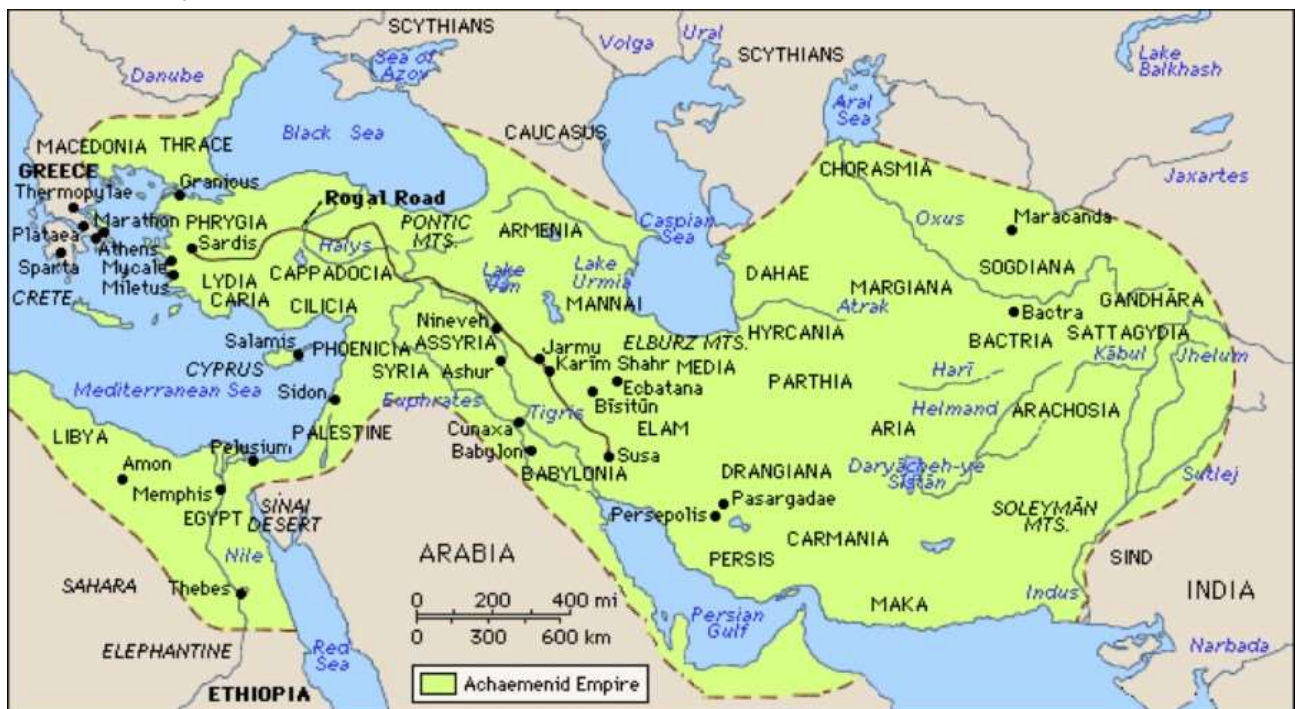 SCYTHIANS
Volga
Ural
SCYTHIANS
Lake
Balkhash
Danube
Sea of
Azov
Aral
Sea
Black Sea
CAUCASUS
MACEDONIA
THRACE
CHORASMIA
Jaxartes
GREECE
Thermopylae
Granious
Royal Road
Caspian
Sea
Oxus
Maracanda
Marathon
PHRYGIA
PONTIC
MTS.
ARMENIA
Plataea
Sardis
Halys
Athens
Sparta
Mycale
Miletus
LYDIA
CARIA
CAPPADOCIA
CILICIA
Lake
Van
Lake
Urmia
MANNAI
DAHAE
MARGIANA
SOGDIANA
GANDHĀRA
CRETE
Atrak
Bactra
Nineveh
HYRCANIA
BACTRIA
SATTAGYDIA
Salamis
PHOENICIA
ASSYRIA
ELBURZ MTS.
Kābul
Jhelum
CYPRUS
SYRIA
Ashur
Jarmu
Karīm Shahr
MEDIA
Harī
Mediterranean Sea
Sidon
Euphrates
Ecbatana
PARTHIA
Bīsitūn
Tigris
Helmand
ARACHOSIA
LIBYA
PALESTINE
Cunaxa
ELAM
ARIA
Pelusium
Babylon
Susa
Amon
BABYLONIA
DRANGIANA
Daryācheh-ye
Sīstān
Sutlej
Memphis
SINAI
DESERT
Pasargadae
SOLEYMĀN
MTS.
EGYPT
Persepolis
CARMANIA
Nile
ARABIA
PERSIS
SIND
SAHARA
Thebes
0 200 400 mi
MAKA
Indus
INDIA
0 300 600 km
Persian
Gulf
ELEPHANTINE
Red
Sea
Narbada
ETHIOPIA
Achaemenid Empire